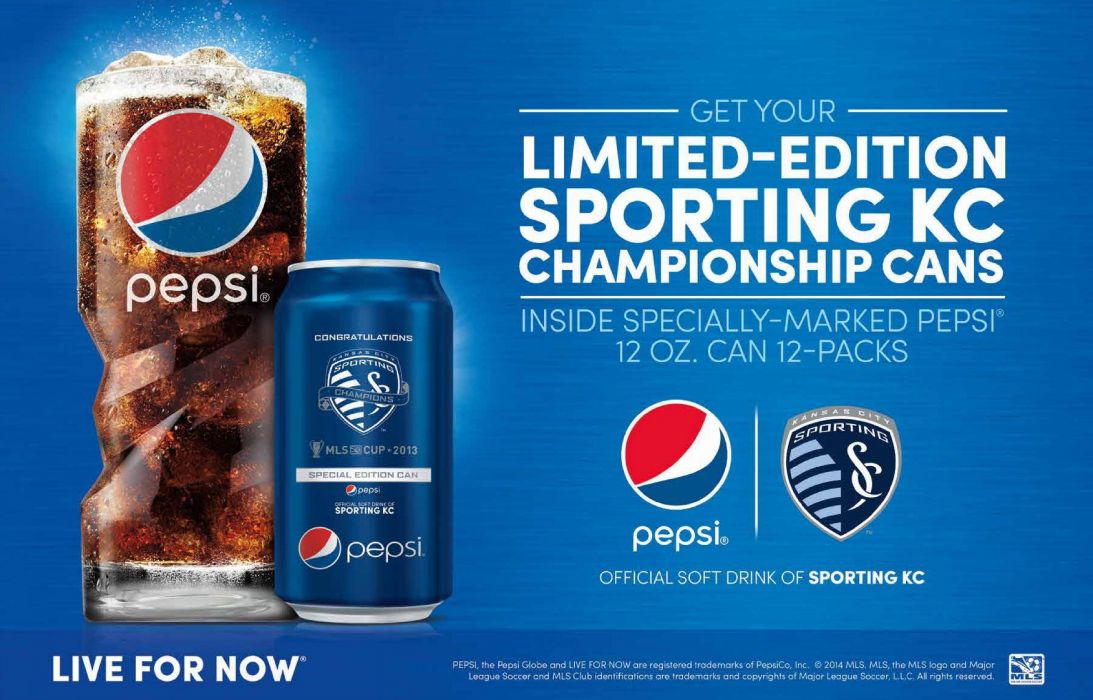 pepsi®
CONGRATULATIONS
KANSAS CITY
SPORTING
CHAMPIONS
MLS CUP • 2013
SPECIAL EDITION CAN
pepsi
OFFICIAL SOFT DRINK OF
SPORTING KC
pepsi
GET YOUR
LIMITED-EDITION
SPORTING KC
CHAMPIONSHIP CANS
INSIDE SPECIALLY-MARKED PEPSI®
12 OZ. CAN 12-PACKS
pepsi®
KANSAS CITY
SPORTING
SC
TM
OFFICIAL SOFT DRINK OF SPORTING KC
LIVE FOR NOW®
PEPSI, the Pepsi Globe and LIVE FOR NOW are registered trademarks of PepsiCo, Inc. © 2014 MLS. MLS, the MLS logo and Major
League Soccer and MLS Club identifications are trademarks and copyrights of Major League Soccer, L.L.C. All rights reserved.
MLS